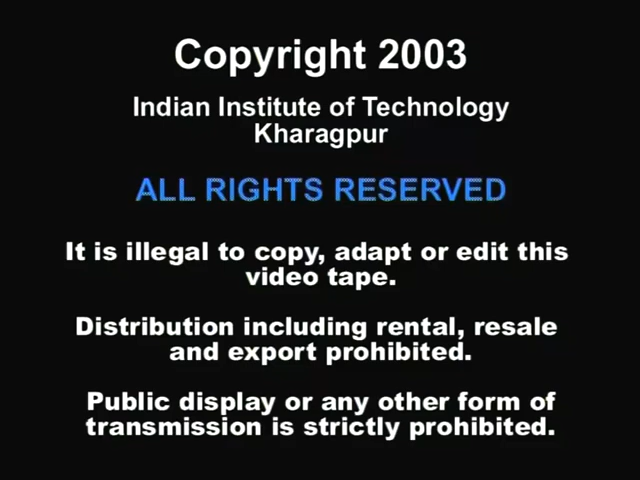 Copyright 2003
Indian Institute of Technology
Kharagpur
ALL RIGHTS RESERVED
It is illegal to copy, adapt or edit this
video tape.
Distribution including rental, resale
and export prohibited.
Public display or any other form of
transmission is strictly prohibited.